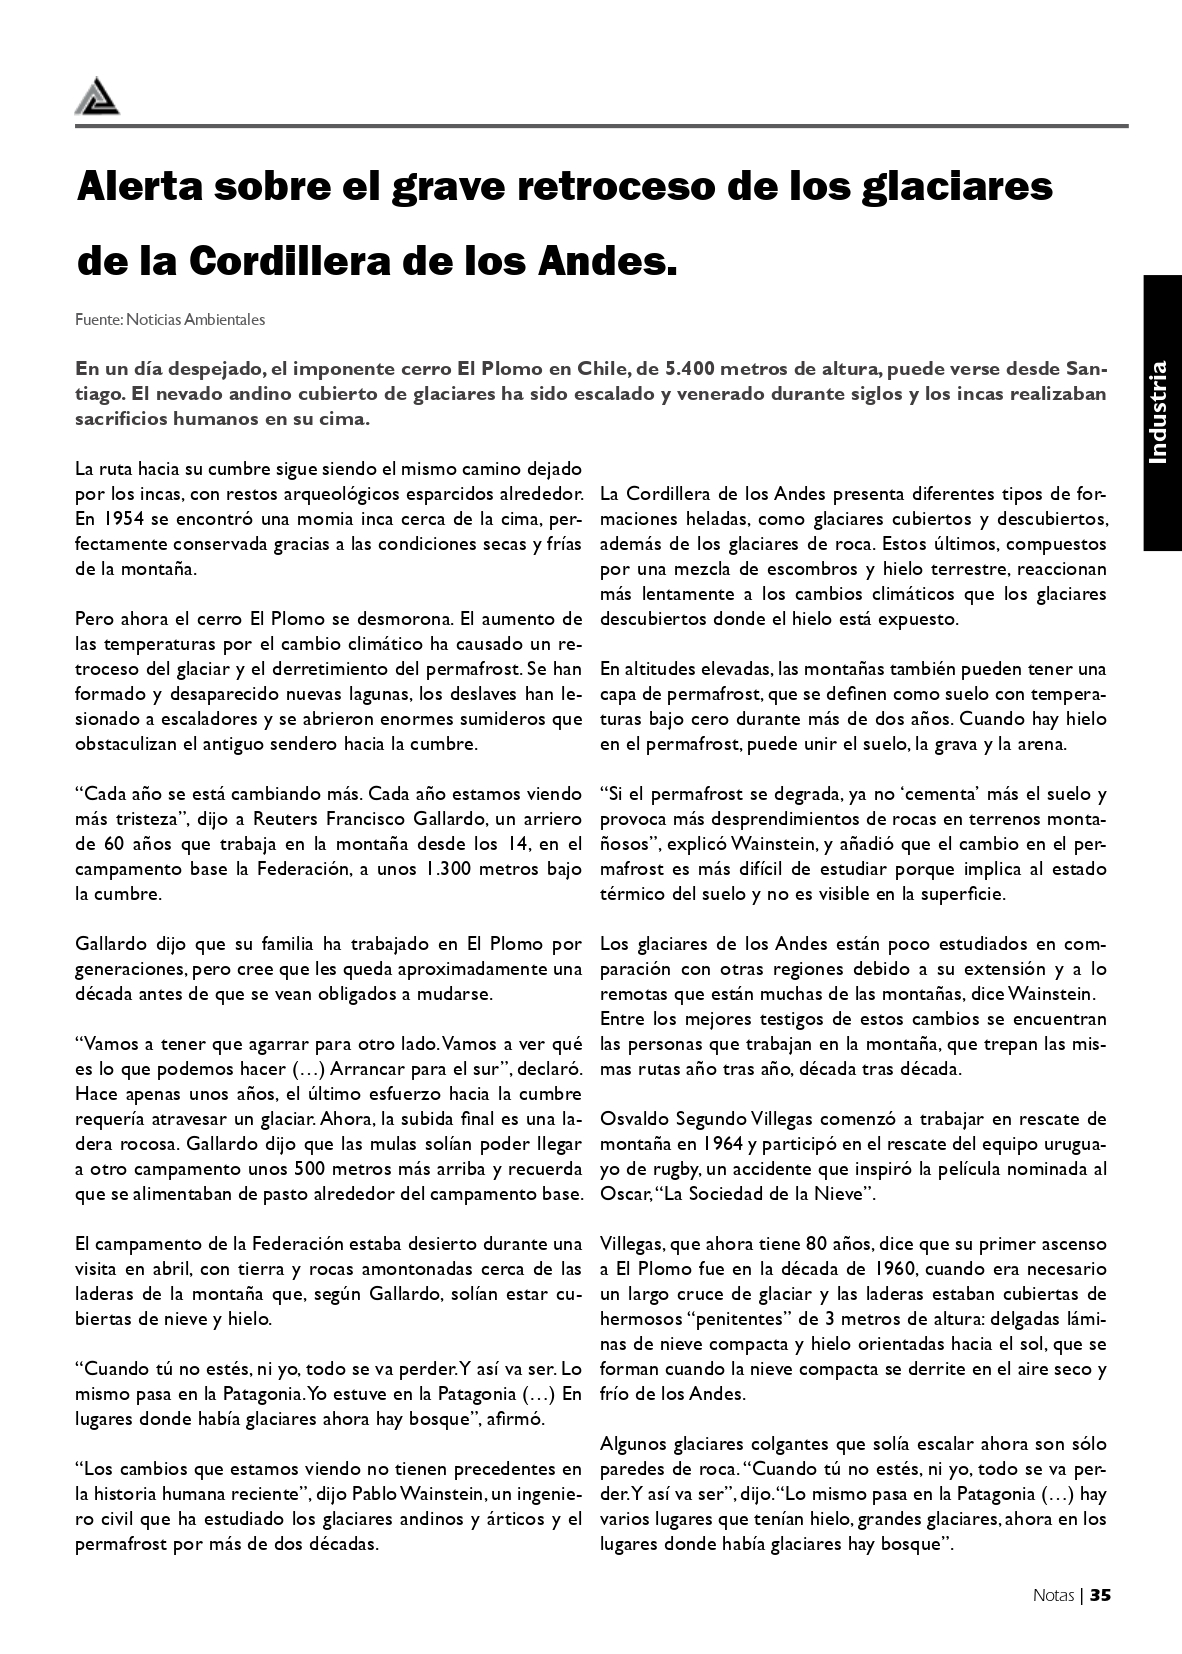 Alerta sobre el grave retroceso de los glaciares
de la Cordillera de los Andes.
Fuente: Noticias Ambientales
En un día despejado, el imponente cerro El Plomo en Chile, de 5.400 metros de altura, puede verse desde San-
tiago. El nevado andino cubierto de glaciares ha sido escalado y venerado durante siglos y los incas realizaban
sacrificios humanos en su cima.
La ruta hacia su cumbre sigue siendo el mismo camino dejado
por los incas, con restos arqueológicos esparcidos alrededor.
En 1954 se encontró una momia inca cerca de la cima, per-
fectamente conservada gracias a las condiciones secas y frías
de la montaña.
Pero ahora el cerro El Plomo se desmorona. El aumento de
las temperaturas por el cambio climático ha causado un re-
troceso del glaciar y el derretimiento del permafrost. Se han
formado y desaparecido nuevas lagunas, los deslaves han le-
sionado a escaladores y se abrieron enormes sumideros que
obstaculizan el antiguo sendero hacia la cumbre.
“Cada año se está cambiando más. Cada año estamos viendo
más tristeza”, dijo a Reuters Francisco Gallardo, un arriero
de 60 años que trabaja en la montaña desde los 14, en el
campamento base la Federación, a unos 1.300 metros bajo
la cumbre.
Gallardo dijo que su familia ha trabajado en El Plomo por
generaciones, pero cree que les queda aproximadamente una
década antes de que se vean obligados a mudarse.
“Vamos a tener que agarrar para otro lado. Vamos a ver qué
es lo que podemos hacer (…) Arrancar para el sur”, declaró.
Hace apenas unos años, el último esfuerzo hacia la cumbre
requería atravesar un glaciar. Ahora, la subida final es una la-
dera rocosa. Gallardo dijo que las mulas solían poder llegar
a otro campamento unos 500 metros más arriba y recuerda
que se alimentaban de pasto alrededor del campamento base.
El campamento de la Federación estaba desierto durante una
visita en abril, con tierra y rocas amontonadas cerca de las
laderas de la montaña que, según Gallardo, solían estar cu-
biertas de nieve y hielo.
“Cuando tú no estés, ni yo, todo se va perder. Y así va ser. Lo
mismo pasa en la Patagonia. Yo estuve en la Patagonia (…) En
lugares donde había glaciares ahora hay bosque”, afirmó.
“Los cambios que estamos viendo no tienen precedentes en
la historia humana reciente”, dijo Pablo Wainstein, un ingenie-
ro civil que ha estudiado los glaciares andinos y árticos y el
permafrost por más de dos décadas.
La Cordillera de los Andes presenta diferentes tipos de for-
maciones heladas, como glaciares cubiertos y descubiertos,
además de los glaciares de roca. Estos últimos, compuestos
por una mezcla de escombros y hielo terrestre, reaccionan
más lentamente a los cambios climáticos que los glaciares
descubiertos donde el hielo está expuesto.
En altitudes elevadas, las montañas también pueden tener una
capa de permafrost, que se definen como suelo con tempera-
turas bajo cero durante más de dos años. Cuando hay hielo
en el permafrost, puede unir el suelo, la grava y la arena.
“Si el permafrost se degrada, ya no ‘cementa’ más el suelo y
provoca más desprendimientos de rocas en terrenos monta-
ñosos”, explicó Wainstein, y añadió que el cambio en el per-
mafrost es más difícil de estudiar porque implica al estado
térmico del suelo y no es visible en la superficie.
Los glaciares de los Andes están poco estudiados en com-
paración con otras regiones debido a su extensión y a lo
remotas que están muchas de las montañas, dice Wainstein.
Entre los mejores testigos de estos cambios se encuentran
las personas que trabajan en la montaña, que trepan las mis-
mas rutas año tras año, década tras década.
Osvaldo Segundo Villegas comenzó a trabajar en rescate de
montaña en 1964 y participó en el rescate del equipo urugua-
yo de rugby, un accidente que inspiró la película nominada al
Oscar, “La Sociedad de la Nieve”.
Villegas, que ahora tiene 80 años, dice que su primer ascenso
a El Plomo fue en la década de 1960, cuando era necesario
un largo cruce de glaciar y las laderas estaban cubiertas de
hermosos “penitentes” de 3 metros de altura: delgadas lámi-
nas de nieve compacta y hielo orientadas hacia el sol, que se
forman cuando la nieve compacta se derrite en el aire seco y
frío de los Andes.
Algunos glaciares colgantes que solía escalar ahora son sólo
paredes de roca. “Cuando tú no estés, ni yo, todo se va per-
der. Y así va ser”, dijo. “Lo mismo pasa en la Patagonia (…) hay
varios lugares que tenían hielo, grandes glaciares, ahora en los
lugares donde había glaciares hay bosque”.
Industria
Notas | 35